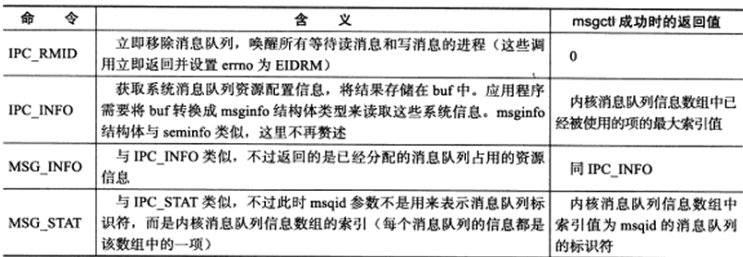 命 令 含 义 msgctl 成功时的返回值
IPC_RMID 立即移除消息队列，唤醒所有等待读消息和写消息的进程（这些调
用立即返回并设置 errno 为 EIDRM） 0
IPC_INFO 获取系统消息队列资源配置信息，将结果存储在 buf 中。应用程序
需要将 buf 转换成 msginfo 结构体类型来读取这些系统信息。msginfo
结构体与 seminfo 类似，这里不再赘述 内核消息队列信息数组中已
经被使用的项的最大索引值
MSG_INFO 与 IPC_INFO 类似，不过返回的是已经分配的消息队列占用的资源
信息 同 IPC_INFO
MSG_STAT 与 IPC_STAT 类似，不过此时 msqid 参数不是用来表示消息队列标
识符，而是内核消息队列信息数组的索引（每个消息队列的信息都是
该数组中的一项） 内核消息队列信息数组中
索引值为 msqid 的消息队列
的标识符